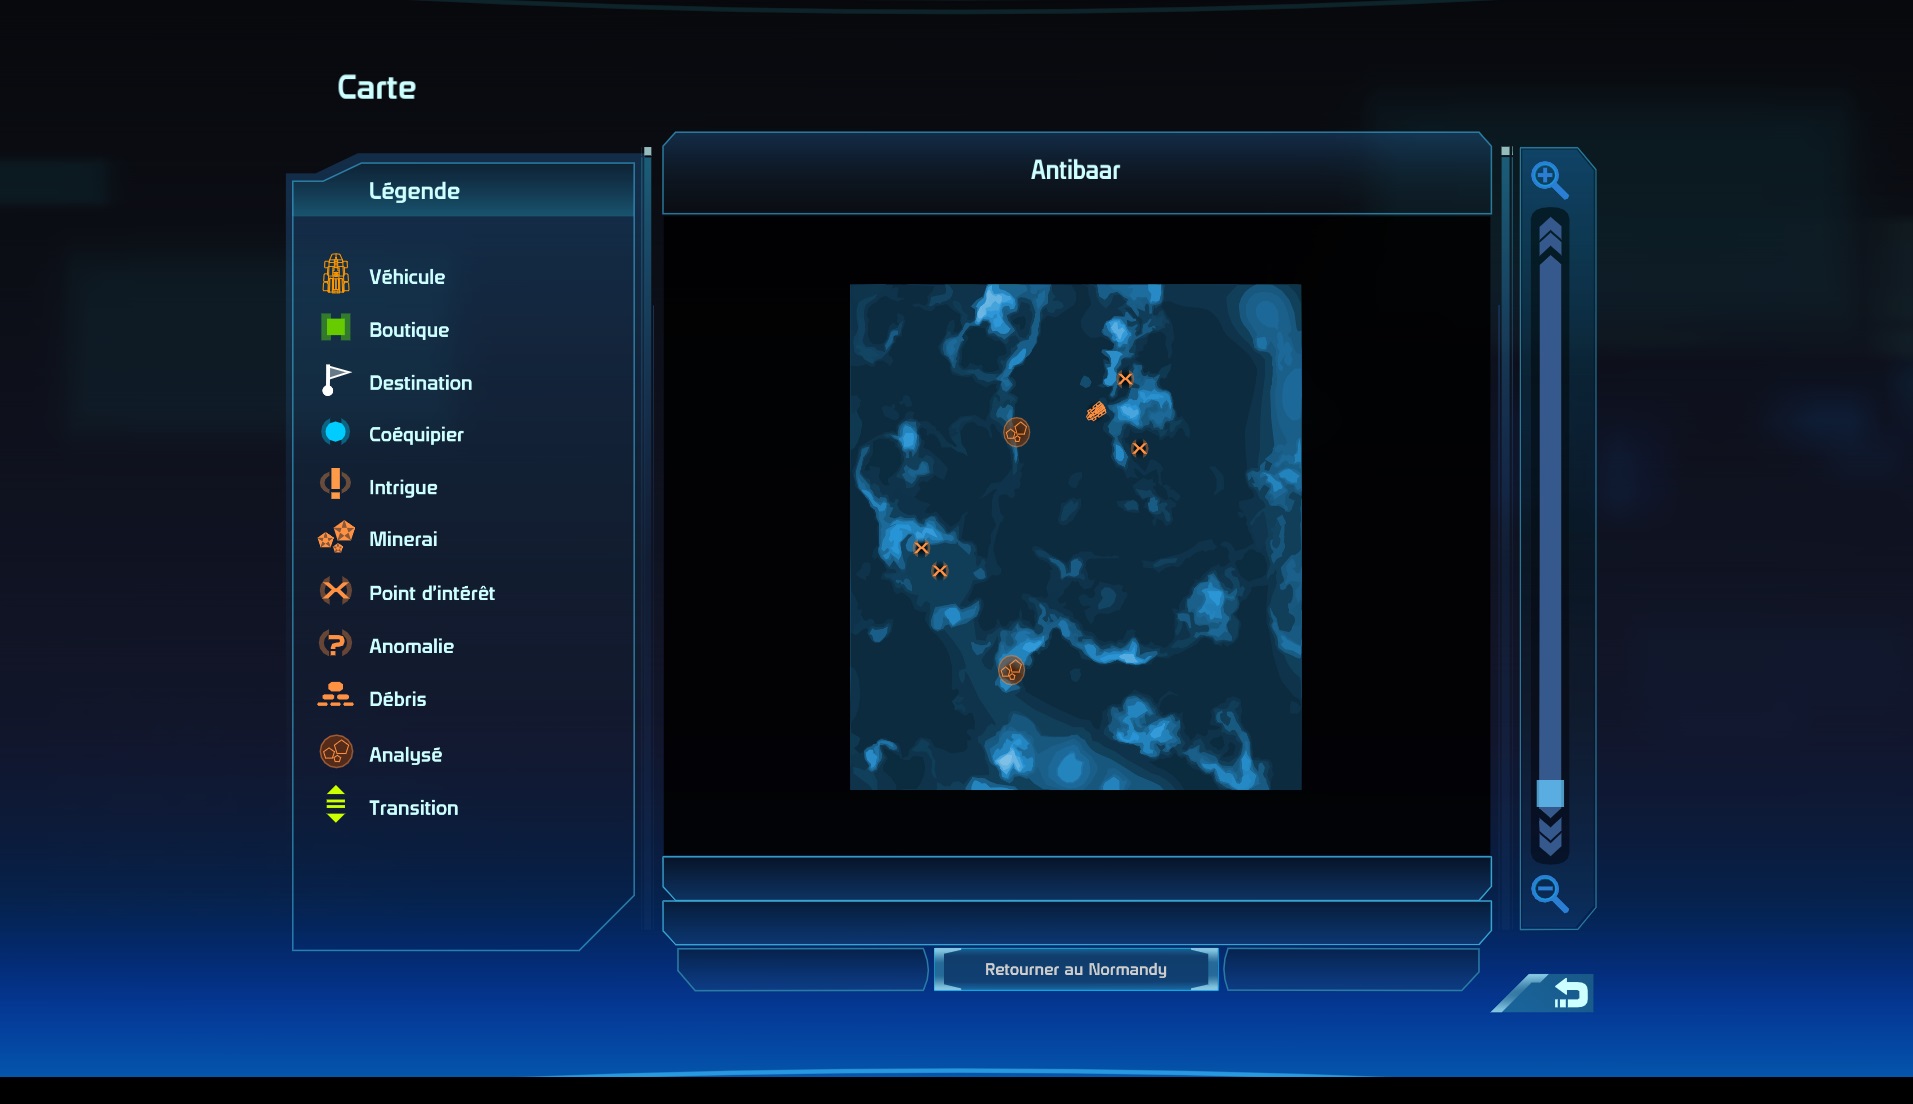 Carte
Légende
Véhicule
Boutique
Destination
Coéquipier
Intrigue
Minerai
Point d'intérêt
Anomalie
Débris
Analysé
Transition
Antibaar
Retourner au Normandy